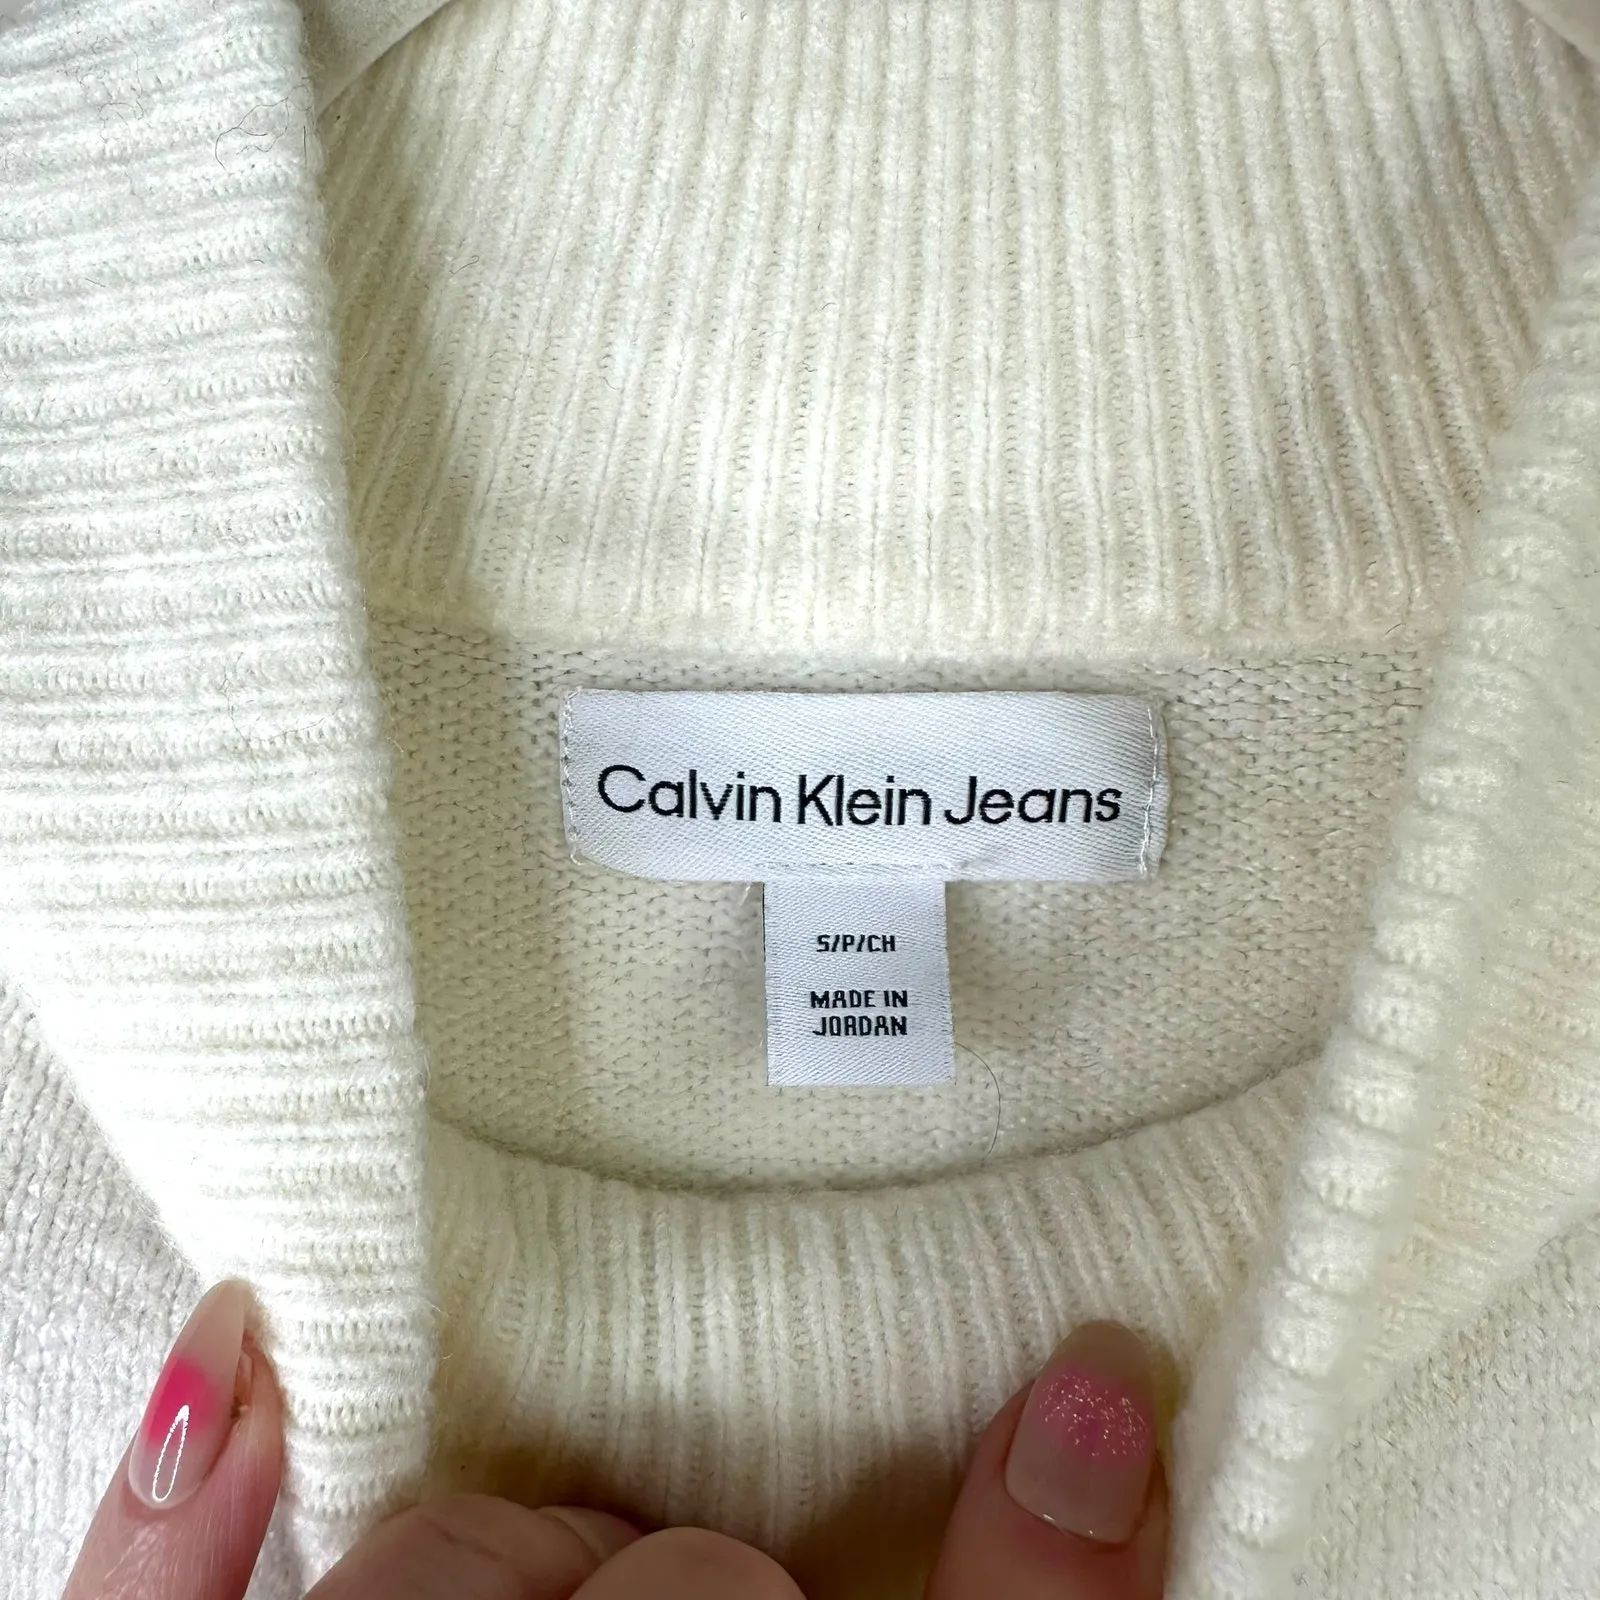 Calvin Klein Jeans
S/P/CH
MADE IN
JORDAN